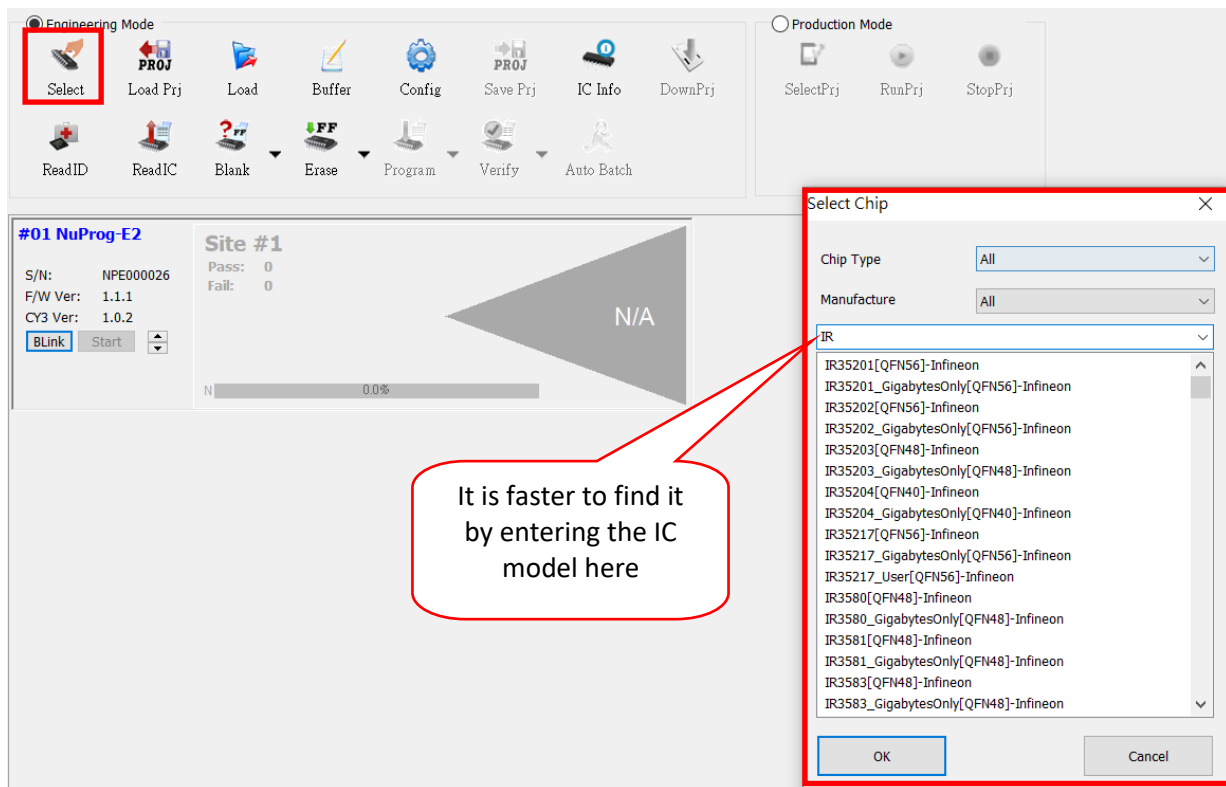 Engineering Mode
Production Mode
Select
PROJ
Load Prj
Load
Buffer
Config
PROJ
Save Prj
IC Info
DownPrj
SelectPrj
RunPrj
StopPrj
ReadID
ReadIC
? FF
Blank
FF
Erase
Program
Verify
Auto Batch
#01 NuProg-E2
S/N: NPE000026
F/W Ver: 1.1.1
CY3 Ver: 1.0.2
BLink Start
Site #1
Pass: 0
Fail: 0
N/A
N 0.0%
It is faster to find it
by entering the IC
model here
Select Chip
Chip Type All
Manufacture All
IR
IR35201[QFN56]-Infineon
IR35201_GigabytesOnly[QFN56]-Infineon
IR35202[QFN56]-Infineon
IR35202_GigabytesOnly[QFN56]-Infineon
IR35203[QFN48]-Infineon
IR35203_GigabytesOnly[QFN48]-Infineon
IR35204[QFN40]-Infineon
IR35204_GigabytesOnly[QFN40]-Infineon
IR35217[QFN56]-Infineon
IR35217_GigabytesOnly[QFN56]-Infineon
IR35217_User[QFN56]-Infineon
IR3580[QFN48]-Infineon
IR3580_GigabytesOnly[QFN48]-Infineon
IR3581[QFN48]-Infineon
IR3581_GigabytesOnly[QFN48]-Infineon
IR3583[QFN48]-Infineon
IR3583_GigabytesOnly[QFN48]-Infineon
OK
Cancel